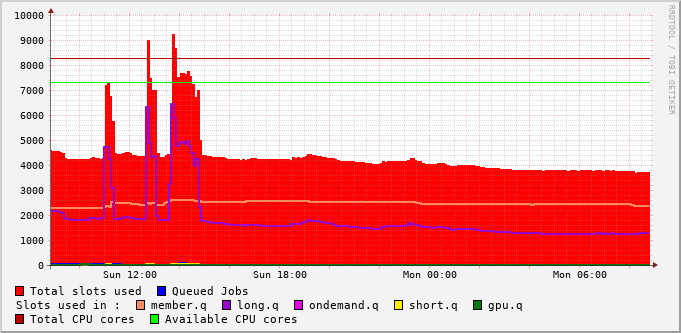 10000
9000
8000
7000
6000
5000
4000
3000
2000
1000
0
Sun 12:00 Sun 18:00 Mon 00:00 Mon 06:00
RRDTOOL / TOBI OETIKER
Total slots used Queued Jobs
Slots used in : member.q long.q ondemand.q short.q gpu.q
Total CPU cores Available CPU cores